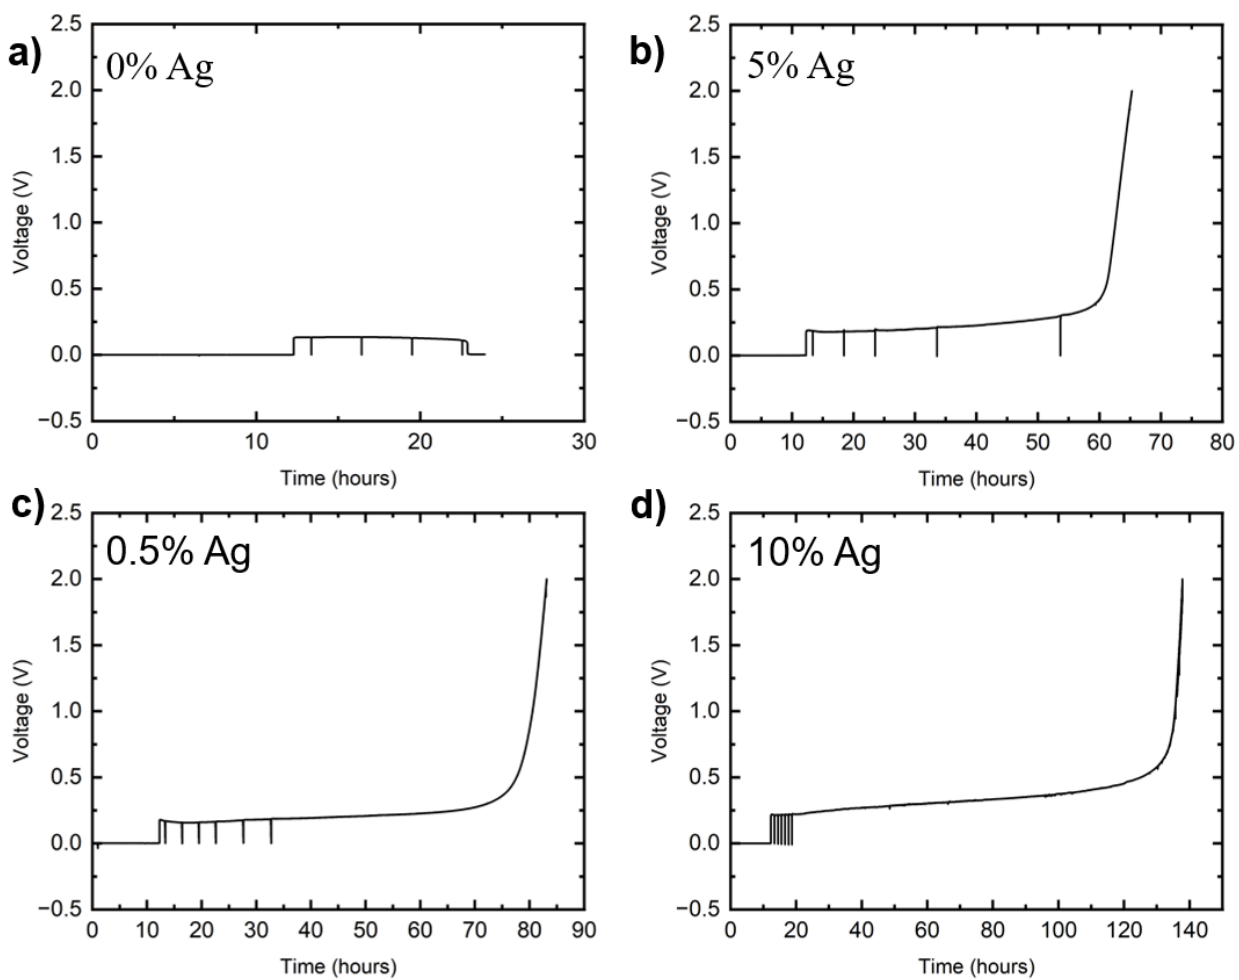 a)
0% Ag
2.5
2.0
1.5
1.0
0.5
0.0
−0.5
Voltage (V)
0 10 20 30
Time (hours)
b)
5% Ag
2.5
2.0
1.5
1.0
0.5
0.0
−0.5
Voltage (V)
0 10 20 30 40 50 60 70 80
Time (hours)
c)
0.5% Ag
2.5
2.0
1.5
1.0
0.5
0.0
−0.5
Voltage (V)
0 10 20 30 40 50 60 70 80 90
Time (hours)
d)
10% Ag
2.5
2.0
1.5
1.0
0.5
0.0
−0.5
Voltage (V)
0 20 40 60 80 100 120 140
Time (hours)